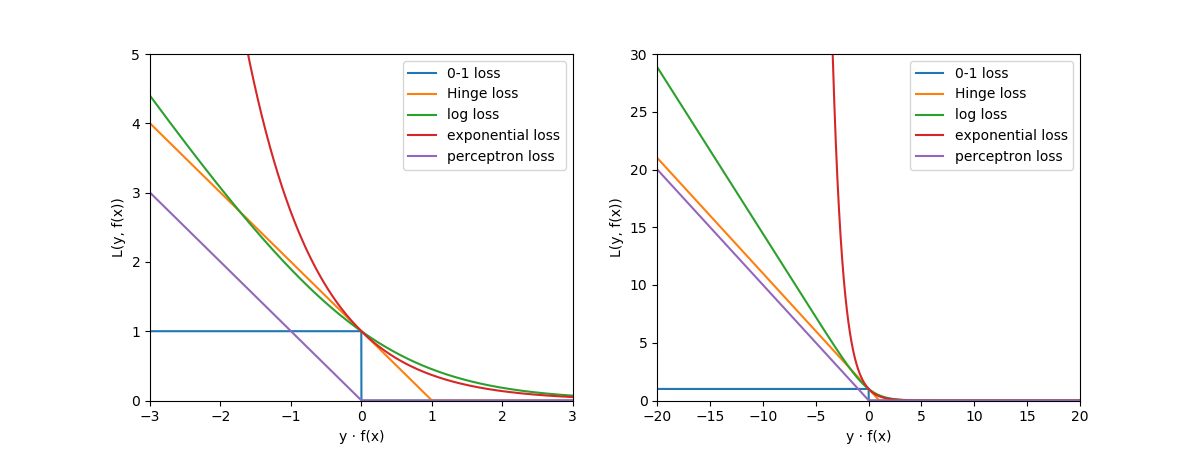 5
4
3
2
1
0
L(y, f(x))
0-1 loss
Hinge loss
log loss
exponential loss
perceptron loss
−3 −2 −1 0 1 2 3
y · f(x)
30
25
20
15
10
5
0
L(y, f(x))
0-1 loss
Hinge loss
log loss
exponential loss
perceptron loss
−20 −15 −10 −5 0 5 10 15 20
y · f(x)